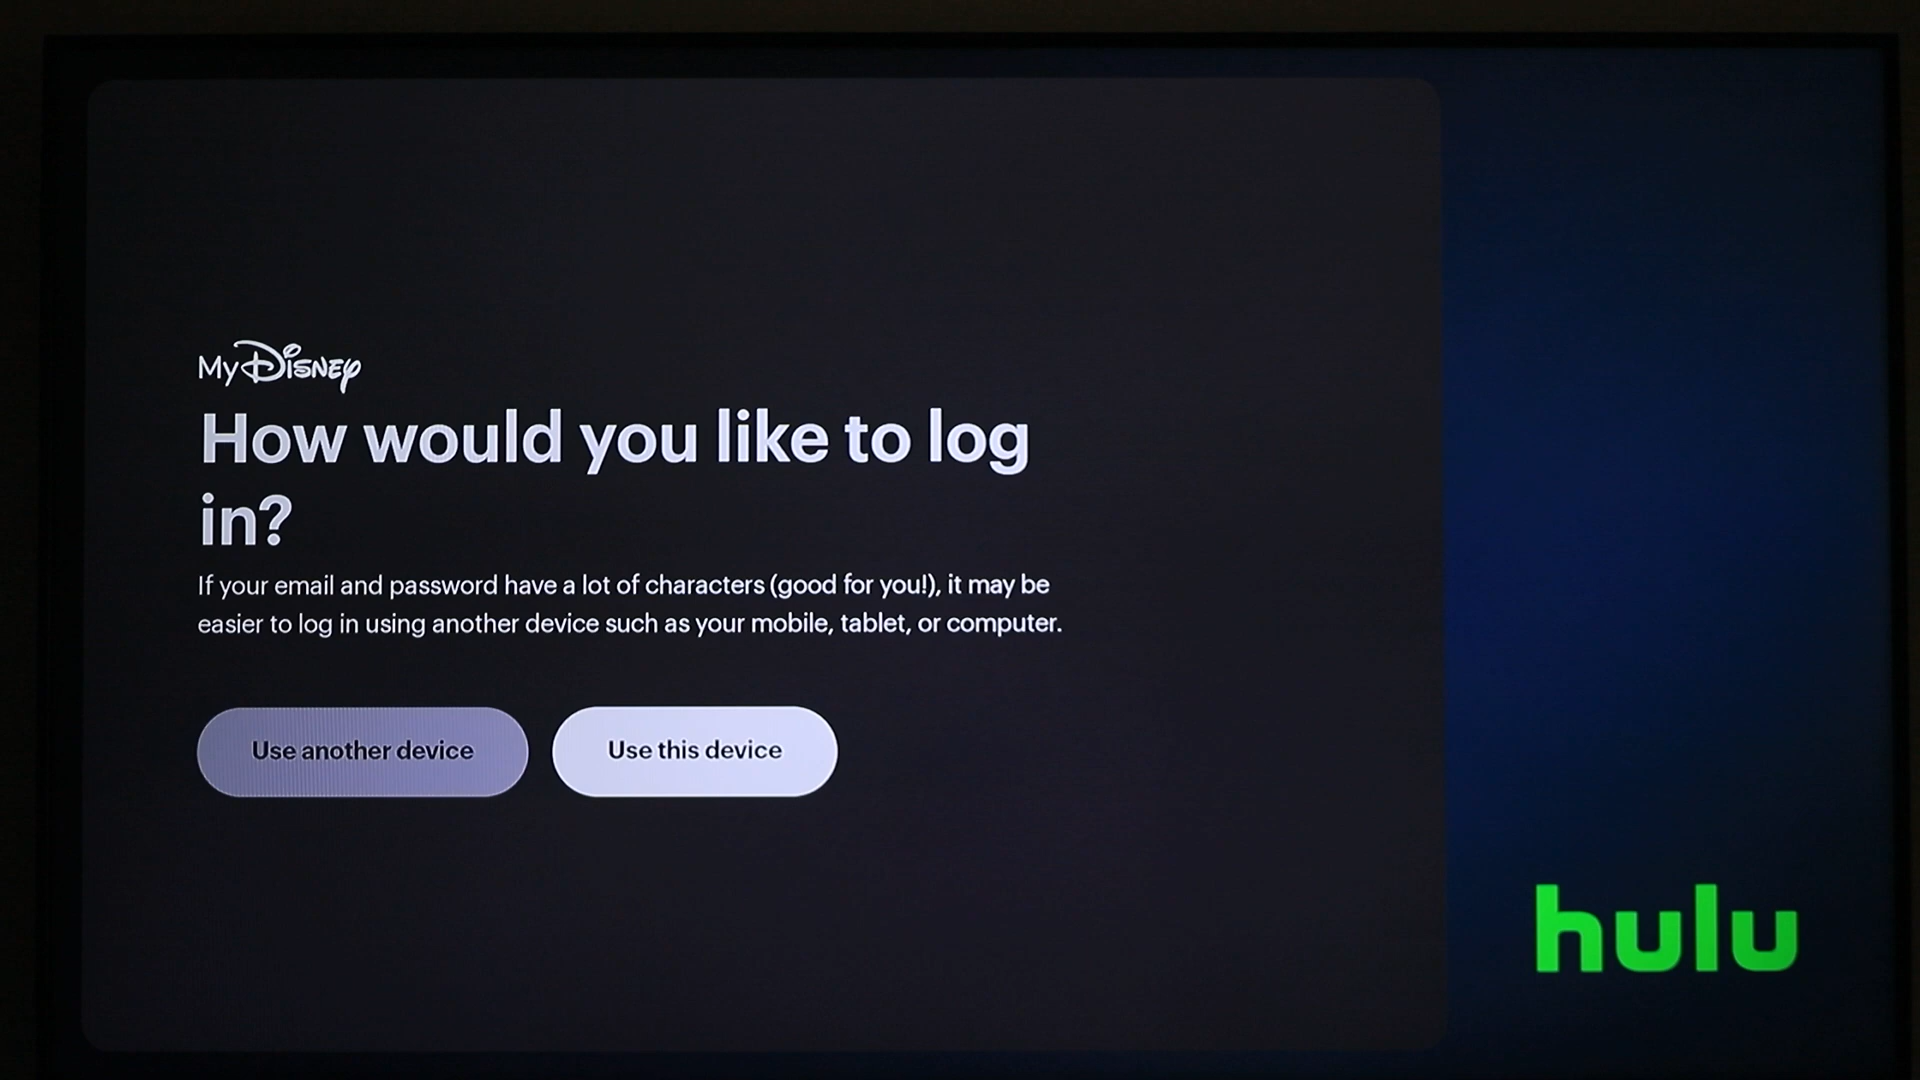 My Disney
How would you like to log
in?
If your email and password have a lot of characters (good for you!), it may be
easier to log in using another device such as your mobile, tablet, or computer.
Use another device
Use this device
hulu